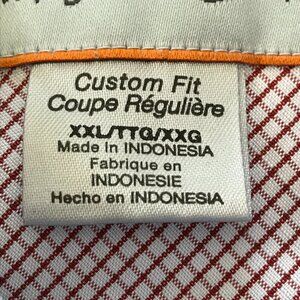 Custom Fit
Coupe Régulière
XXL/TTG/XXG
Made in INDONESIA
Fabrique en
INDONESIE
Hecho en INDONESIA